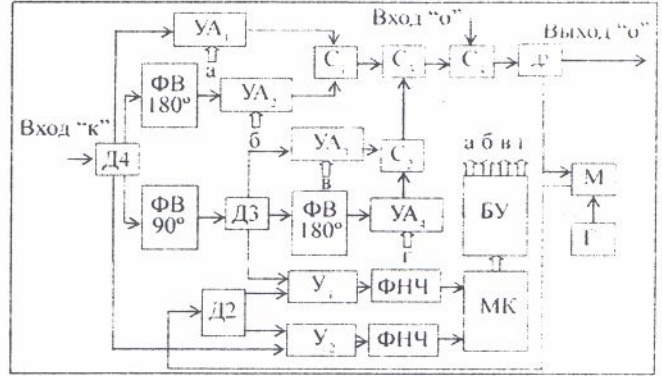 Вход “о”
Выход “о”
УА₁
а
С₁
С₃
С₄
ФВ
180°
УА₂
б
Вход “к”
Д4
УА₃
в
С₂
а б в г
М
ФВ
90°
Д3
ФВ
180°
УА₄
г
БУ
Г
Д2
У₁
ФНЧ
МК
У₂
ФНЧ